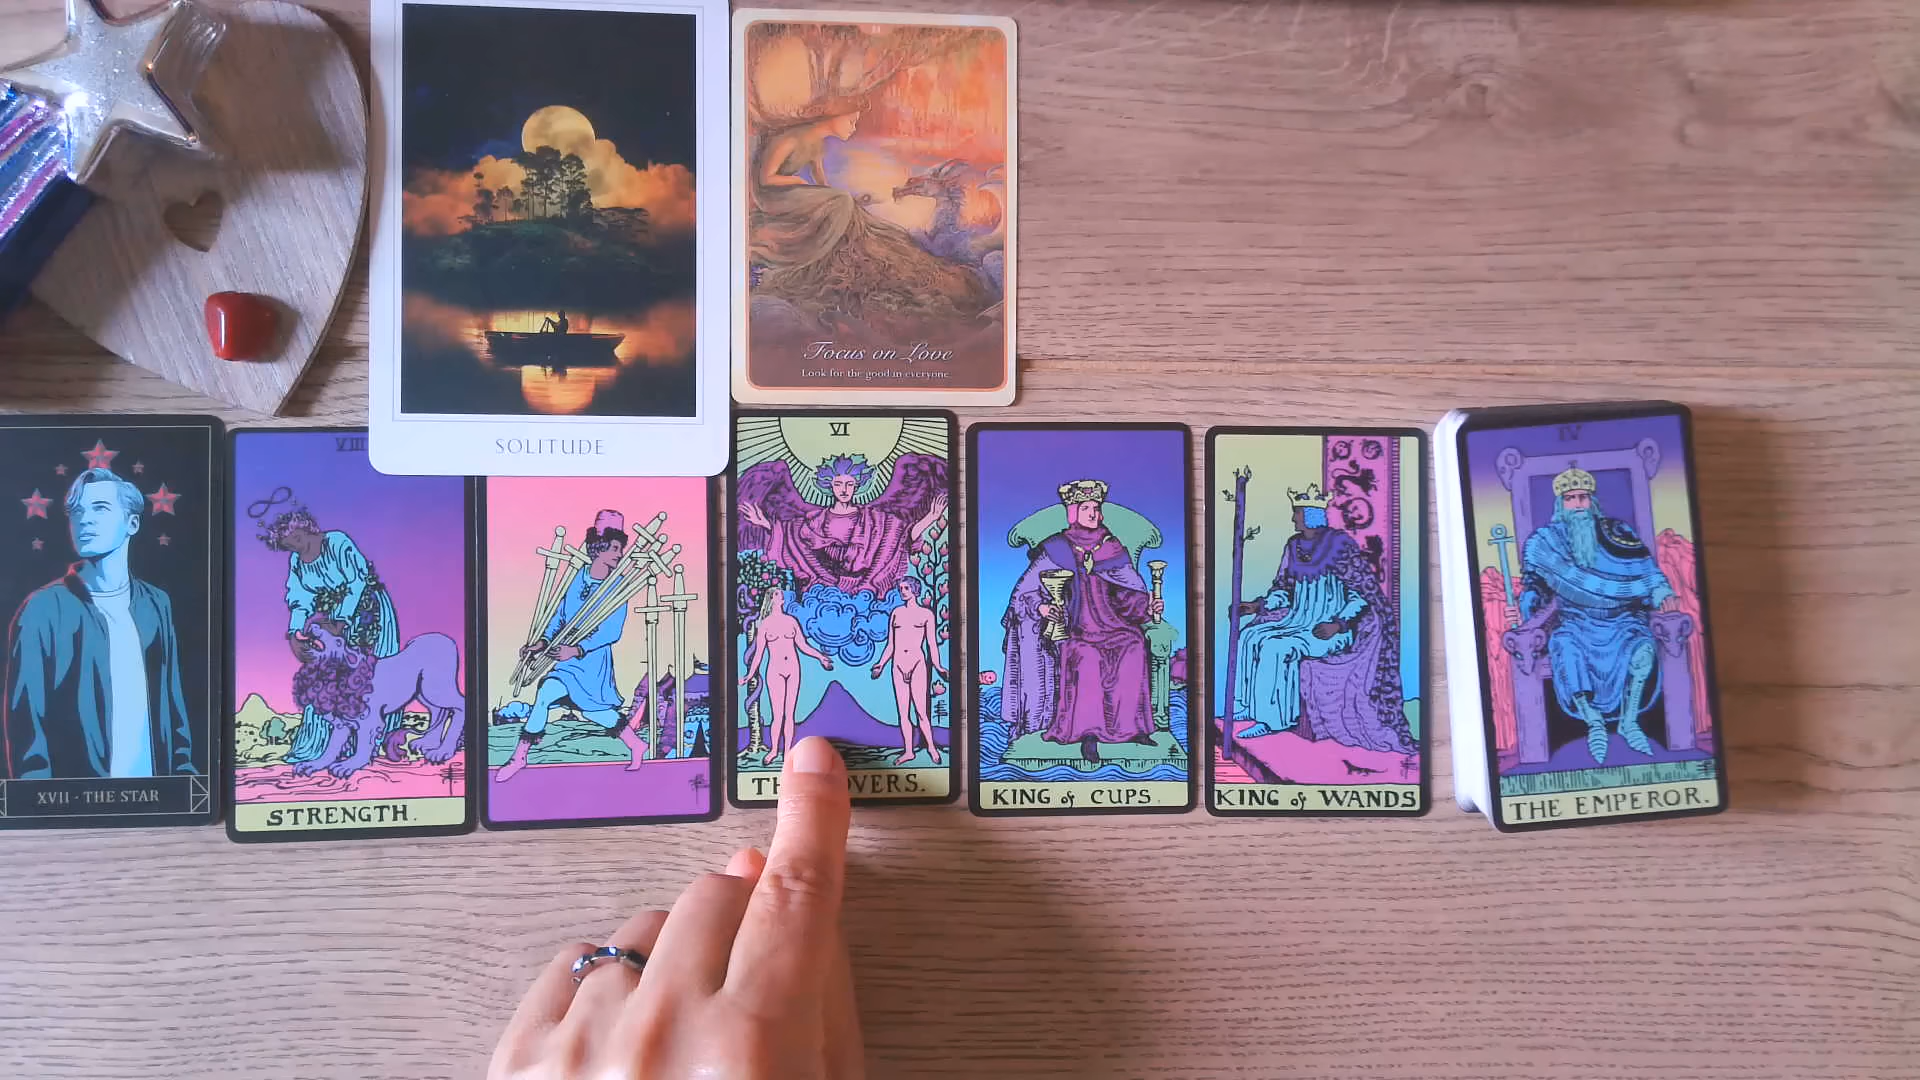 SOLITUDE
Focus on Love
Look for the good in everyone.
XVII · THE STAR
VIII
STRENGTH.
VI
KING of CUPS.
KING of WANDS
IV
THE EMPEROR.